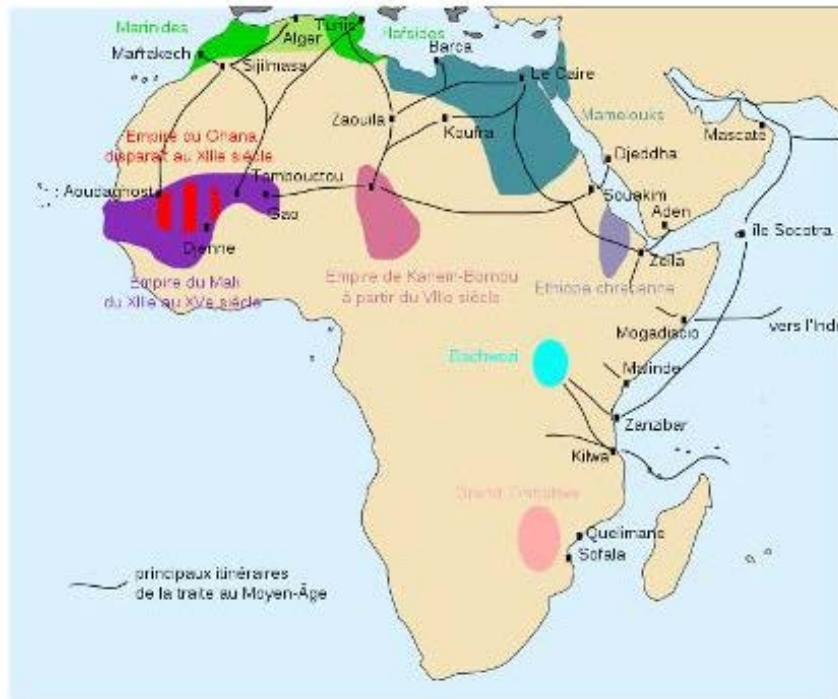 Marinides
Tunis
Hafsides
Alger
Barca
Marrakech
Sijilmasa
Le Caire
Zaouila
Koufra
Mamelouks
Mascate
Empire du Ghana
disparait au XIIIe siècle
Djeddha
Tombouctou
: Aoudaghost
Souakim
Gao
Aden
île Socotra
Djenne
Zeila
Empire du Mali
du XIIIe au XVe siècle
Empire de Kanem-Bornou
à partir du VIIIe siècle
Ethiopie chretienne
Mogadiscio
vers l'Ind
Bachwezi
Malinde
Zanzibar
Kilwa
Grand Zimbabwe
Quelimane
Sofala
principaux itinéraires
de la traite au Moyen-Âge